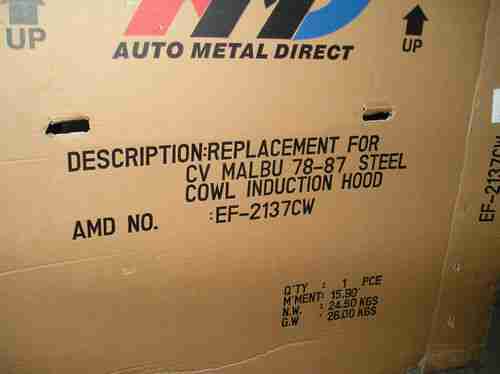 UP
UP
AUTO METAL DIRECT
DESCRIPTION:REPLACEMENT FOR
CV MALBU 78-87 STEEL
COWL INDUCTION HOOD
AMD NO. :EF-2137CW
Q'TY : 1 PCE
M'MENT: 15.90'
N.W. : 24.50 KGS
G.W : 26.00 KGS
EF-2137CW